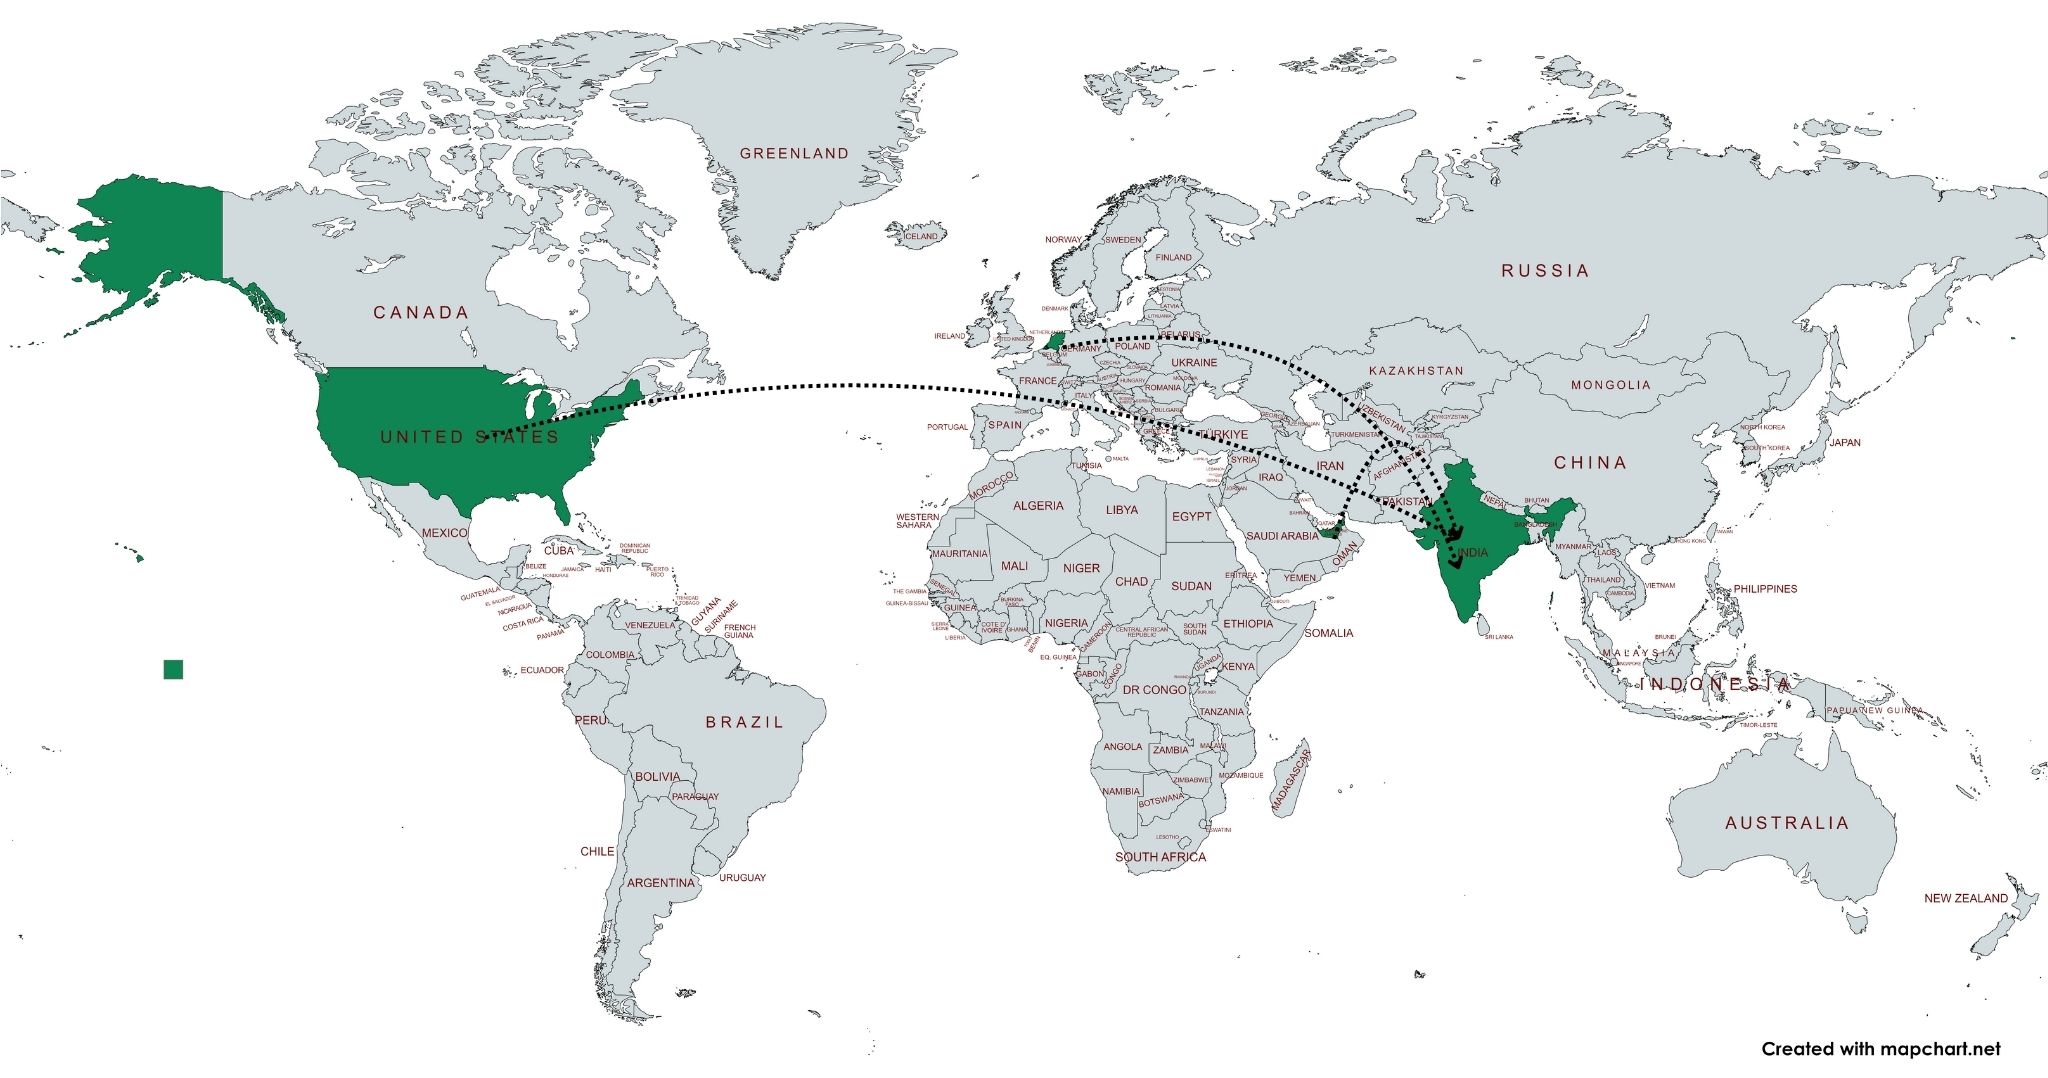 GREENLAND
ICELAND
NORWAY
SWEDEN
FINLAND
RUSSIA
CANADA
ESTONIA
LATVIA
LITHUANIA
DENMARK
IRELAND
UNITED KINGDOM
NETHERLANDS
BELARUS
BELGIUM
GERMANY
POLAND
UKRAINE
CZECHIA
SLOVAKIA
KAZAKHSTAN
MONGOLIA
FRANCE
AUSTRIA
HUNGARY
MOLDOVA
ROMANIA
ITALY
BULGARIA
UNITED STATES
PORTUGAL
SPAIN
GREECE
TÜRKIYE
GEORGIA
AZERBAIJAN
UZBEKISTAN
KYRGYZSTAN
TURKMENISTAN
TAJIKISTAN
NORTH KOREA
SOUTH KOREA
JAPAN
CHINA
TUNISIA
MALTA
SYRIA
LEBANON
ISRAEL
JORDAN
IRAQ
IRAN
AFGHANISTAN
MOROCCO
ALGERIA
LIBYA
EGYPT
KUWAIT
BAHRAIN
QATAR
PAKISTAN
NEPAL
BHUTAN
BANGLADESH
WESTERN
SAHARA
MEXICO
CUBA
DOMINICAN
REPUBLIC
SAUDI ARABIA
OMAN
INDIA
MYANMAR
LAOS
TAIWAN
HONG KONG
BELIZE
JAMAICA
HAITI
PUERTO
RICO
HONDURAS
GUATEMALA
EL SALVADOR
NICARAGUA
COSTA RICA
PANAMA
MAURITANIA
MALI
NIGER
CHAD
SUDAN
ERITREA
YEMEN
THAILAND
VIETNAM
CAMBODIA
PHILIPPINES
THE GAMBIA
SENEGAL
GUINEA-BISSAU
GUINEA
BURKINA
FASO
DJIBOUTI
TRINIDAD
& TOBAGO
GUYANA
SURINAME
FRENCH
GUIANA
VENEZUELA
SIERRA
LEONE
LIBERIA
COTE D'
IVOIRE
GHANA
TOGO
BENIN
NIGERIA
CAMEROON
CENTRAL AFRICAN
REPUBLIC
SOUTH
SUDAN
ETHIOPIA
SOMALIA
SRI LANKA
BRUNEI
MALAYSIA
SINGAPORE
COLOMBIA
ECUADOR
EQ. GUINEA
GABON
CONGO
UGANDA
KENYA
RWANDA
BURUNDI
DR CONGO
INDONESIA
PAPUA NEW GUINEA
TIMOR-LESTE
PERU
BRAZIL
TANZANIA
ANGOLA
ZAMBIA
MALAWI
BOLIVIA
MOZAMBIQUE
ZIMBABWE
MADAGASCAR
PARAGUAY
NAMIBIA
BOTSWANA
AUSTRALIA
ESWATINI
LESOTHO
CHILE
SOUTH AFRICA
ARGENTINA
URUGUAY
NEW ZEALAND
Created with mapchart.net